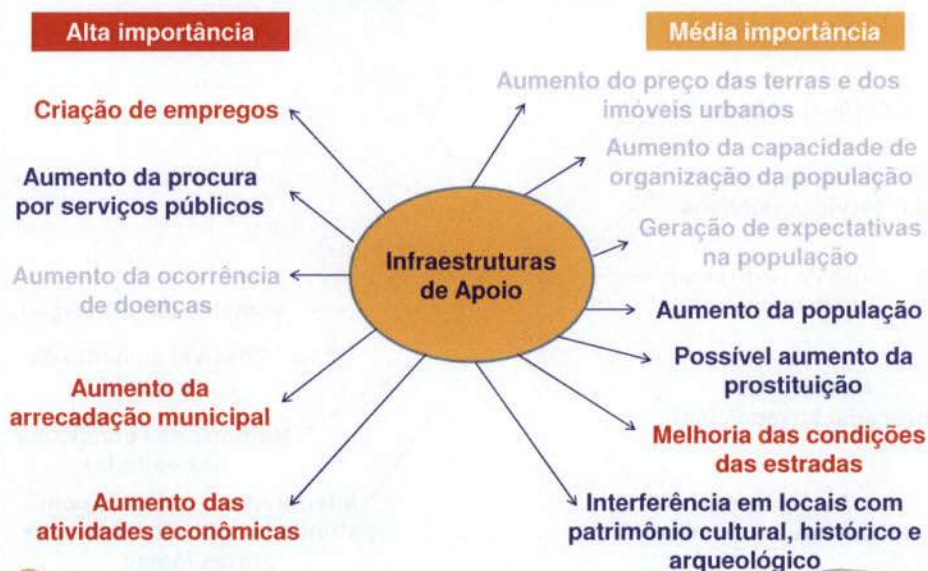 Alta importância
Criação de empregos
Aumento da procura
por serviços públicos
Aumento da ocorrência
de doenças
Aumento da
arrecadação municipal
Aumento das
atividades econômicas
Infraestruturas
de Apoio
Média importância
Aumento do preço das terras e dos
imóveis urbanos
Aumento da capacidade de
organização da população
Geração de expectativas
na população
Aumento da população
Possível aumento da
prostituição
Melhoria das condições
das estradas
Interferência em locais com
patrimônio cultural, histórico e
arqueológico